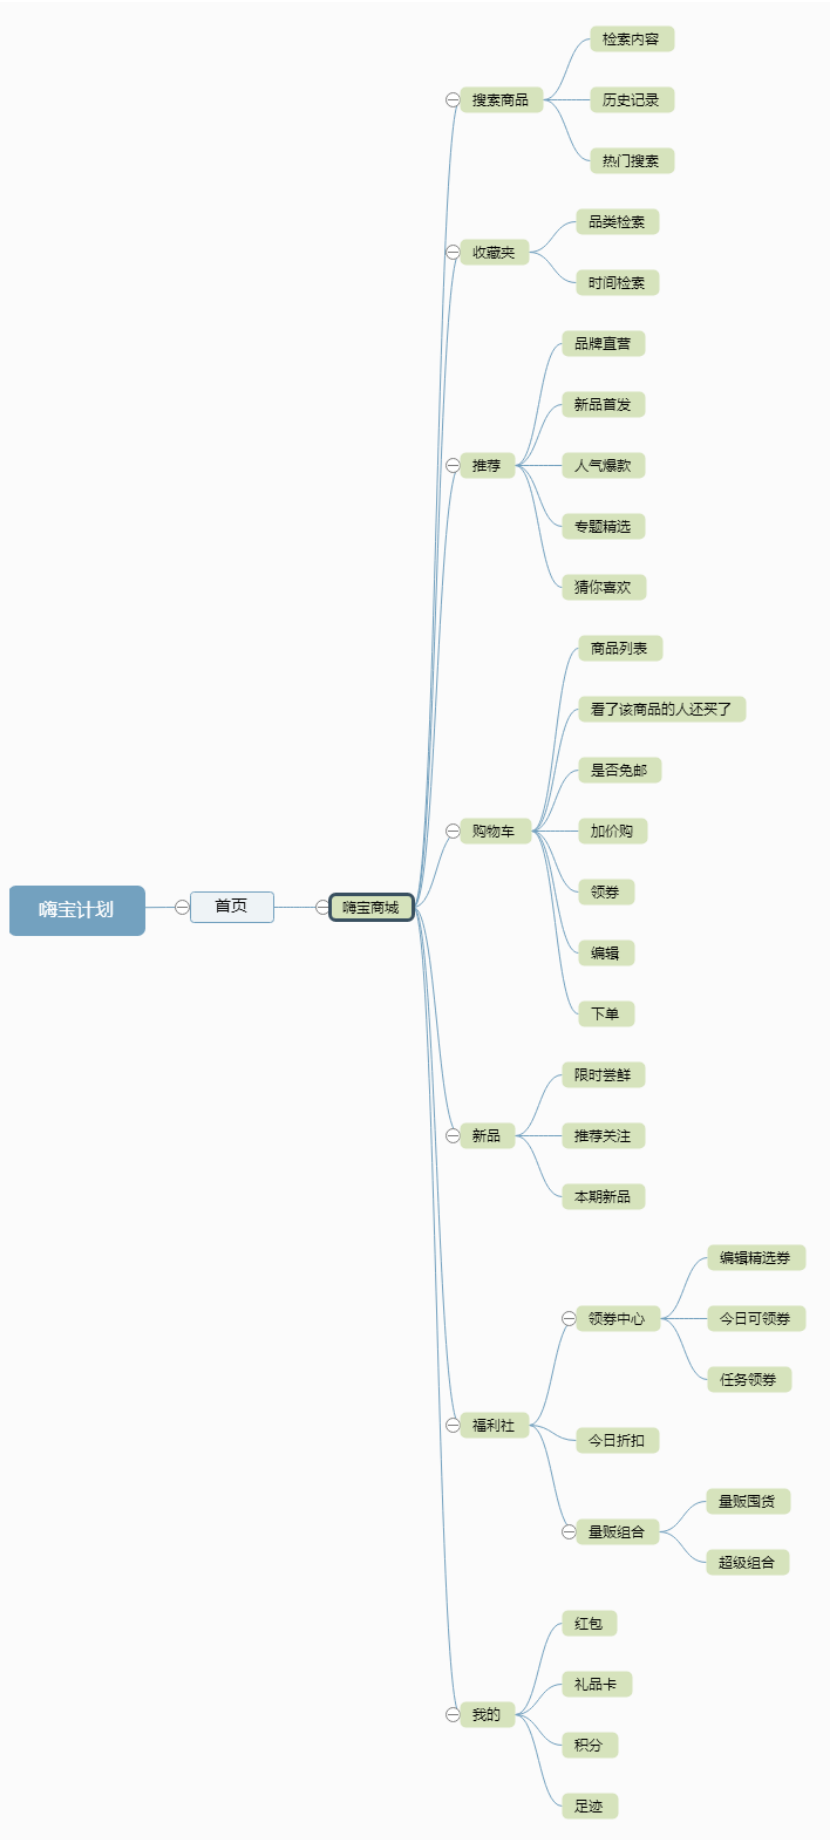 嗨宝计划
首页
嗨宝商城
搜素商品
检索内容
历史记录
热门搜素
收藏夹
品类检素
时间检素
推荐
品牌直营
新品首发
人气爆款
专题精选
猜你喜欢
购物车
商品列表
看了该商品的人还买了
是否免邮
加价购
领券
编辑
下单
新品
限时尝鲜
推荐关注
本期新品
福利社
领券中心
编辑精选券
今日可领券
任务领券
今日折扣
量贩组合
量贩囤货
超级组合
我的
红包
礼品卡
积分
足迹